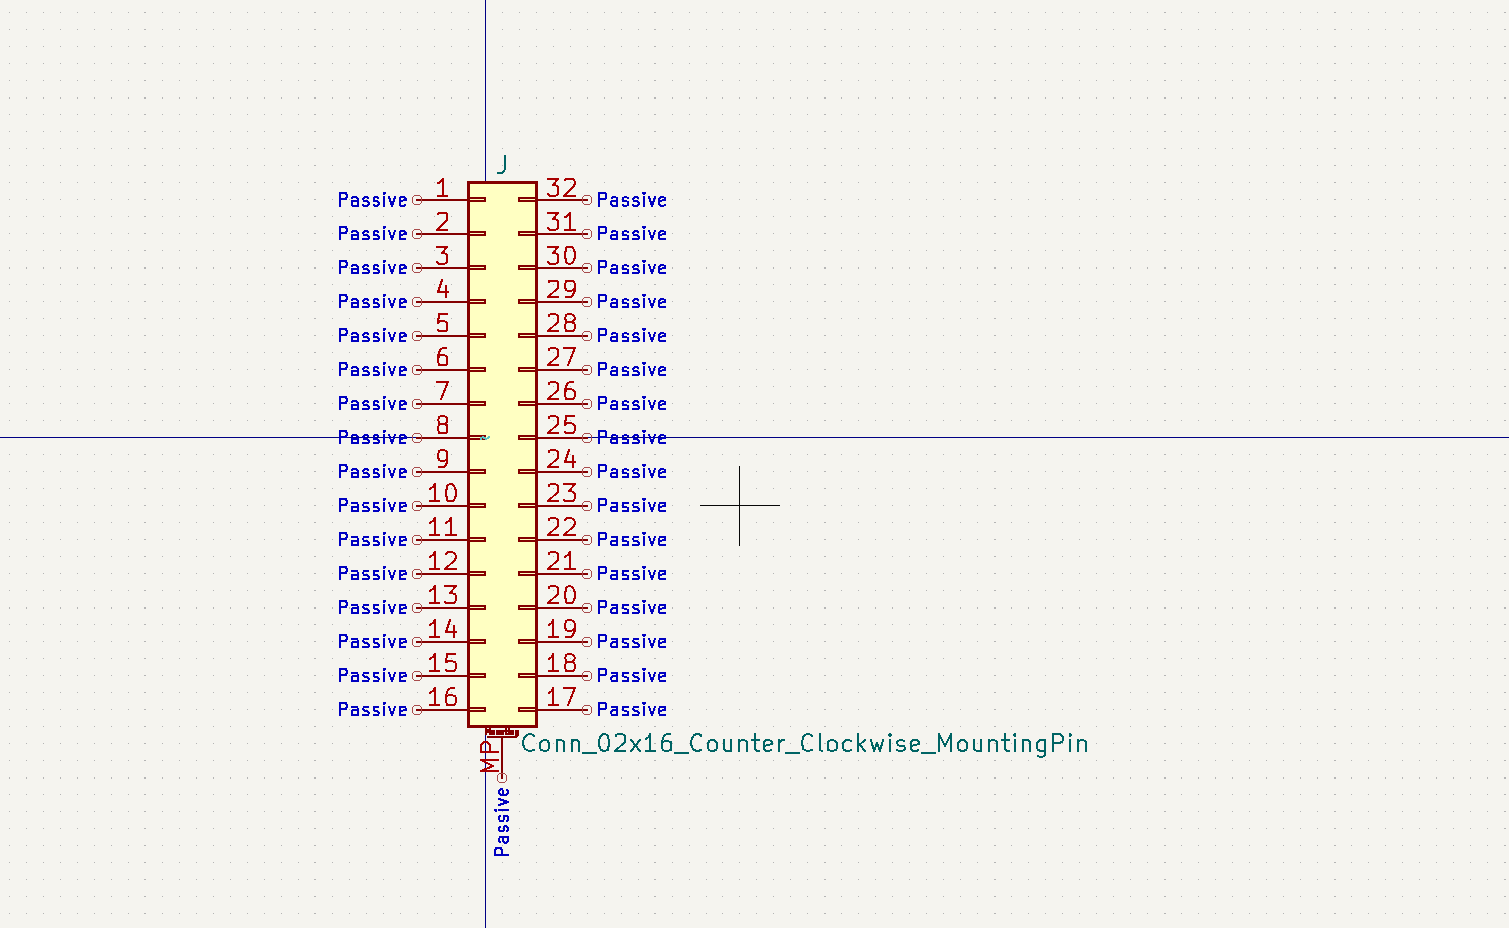 J
Passive 1 32 Passive
Passive 2 31 Passive
Passive 3 30 Passive
Passive 4 29 Passive
Passive 5 28 Passive
Passive 6 27 Passive
Passive 7 26 Passive
Passive 8 25 Passive
Passive 9 24 Passive
Passive 10 23 Passive
Passive 11 22 Passive
Passive 12 21 Passive
Passive 13 20 Passive
Passive 14 19 Passive
Passive 15 18 Passive
Passive 16 17 Passive
Conn_02x16_Counter_Clockwise_MountingPin
MP
Passive